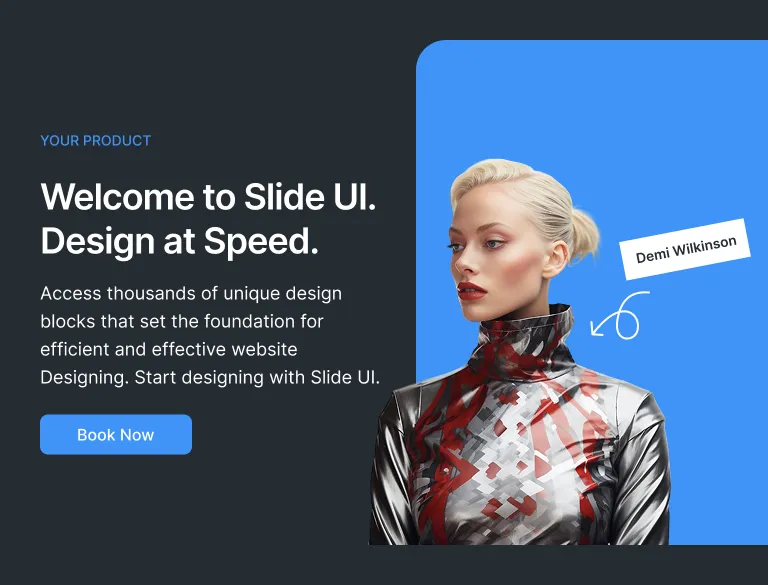 YOUR PRODUCT
Welcome to Slide UI.
Design at Speed.
Access thousands of unique design
blocks that set the foundation for
efficient and effective website
Designing. Start designing with Slide UI.
Book Now
Demi Wilkinson